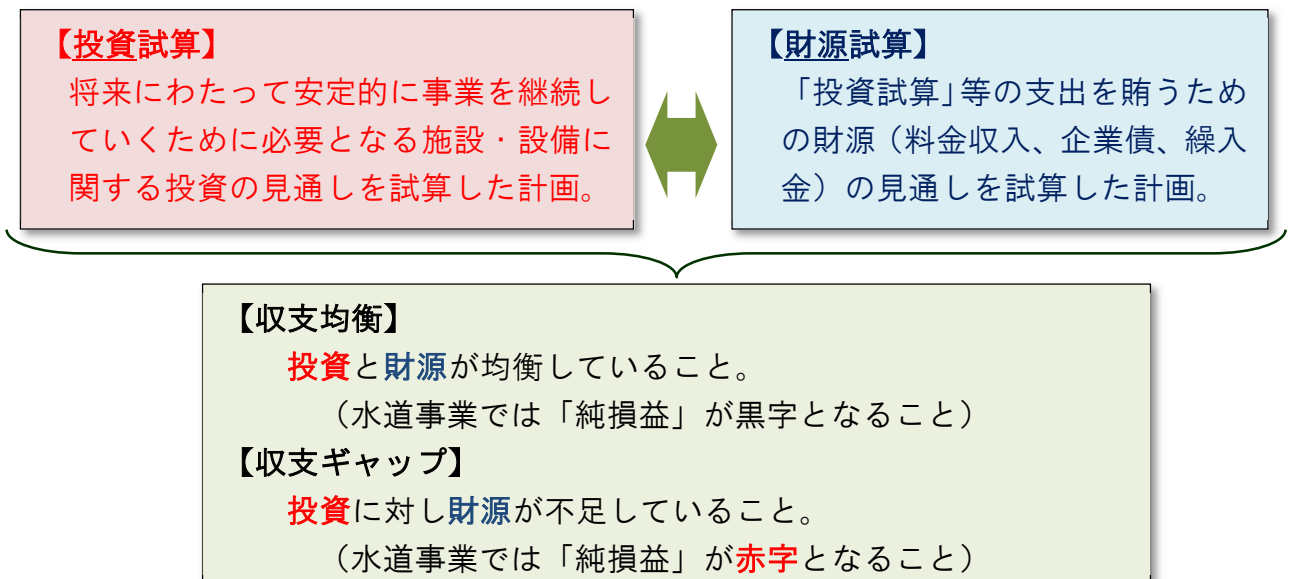 【投資試算】
将来にわたって安定的に事業を継続し
ていくために必要となる施設・設備に
関する投資の見通しを試算した計画。
【財源試算】
「投資試算」等の支出を賄うため
の財源（料金収入、企業債、繰入
金）の見通しを試算した計画。
【収支均衡】
投資と財源が均衡していること。
（水道事業では「純損益」が黒字となること）
【収支ギャップ】
投資に対し財源が不足していること。
（水道事業では「純損益」が赤字となること）